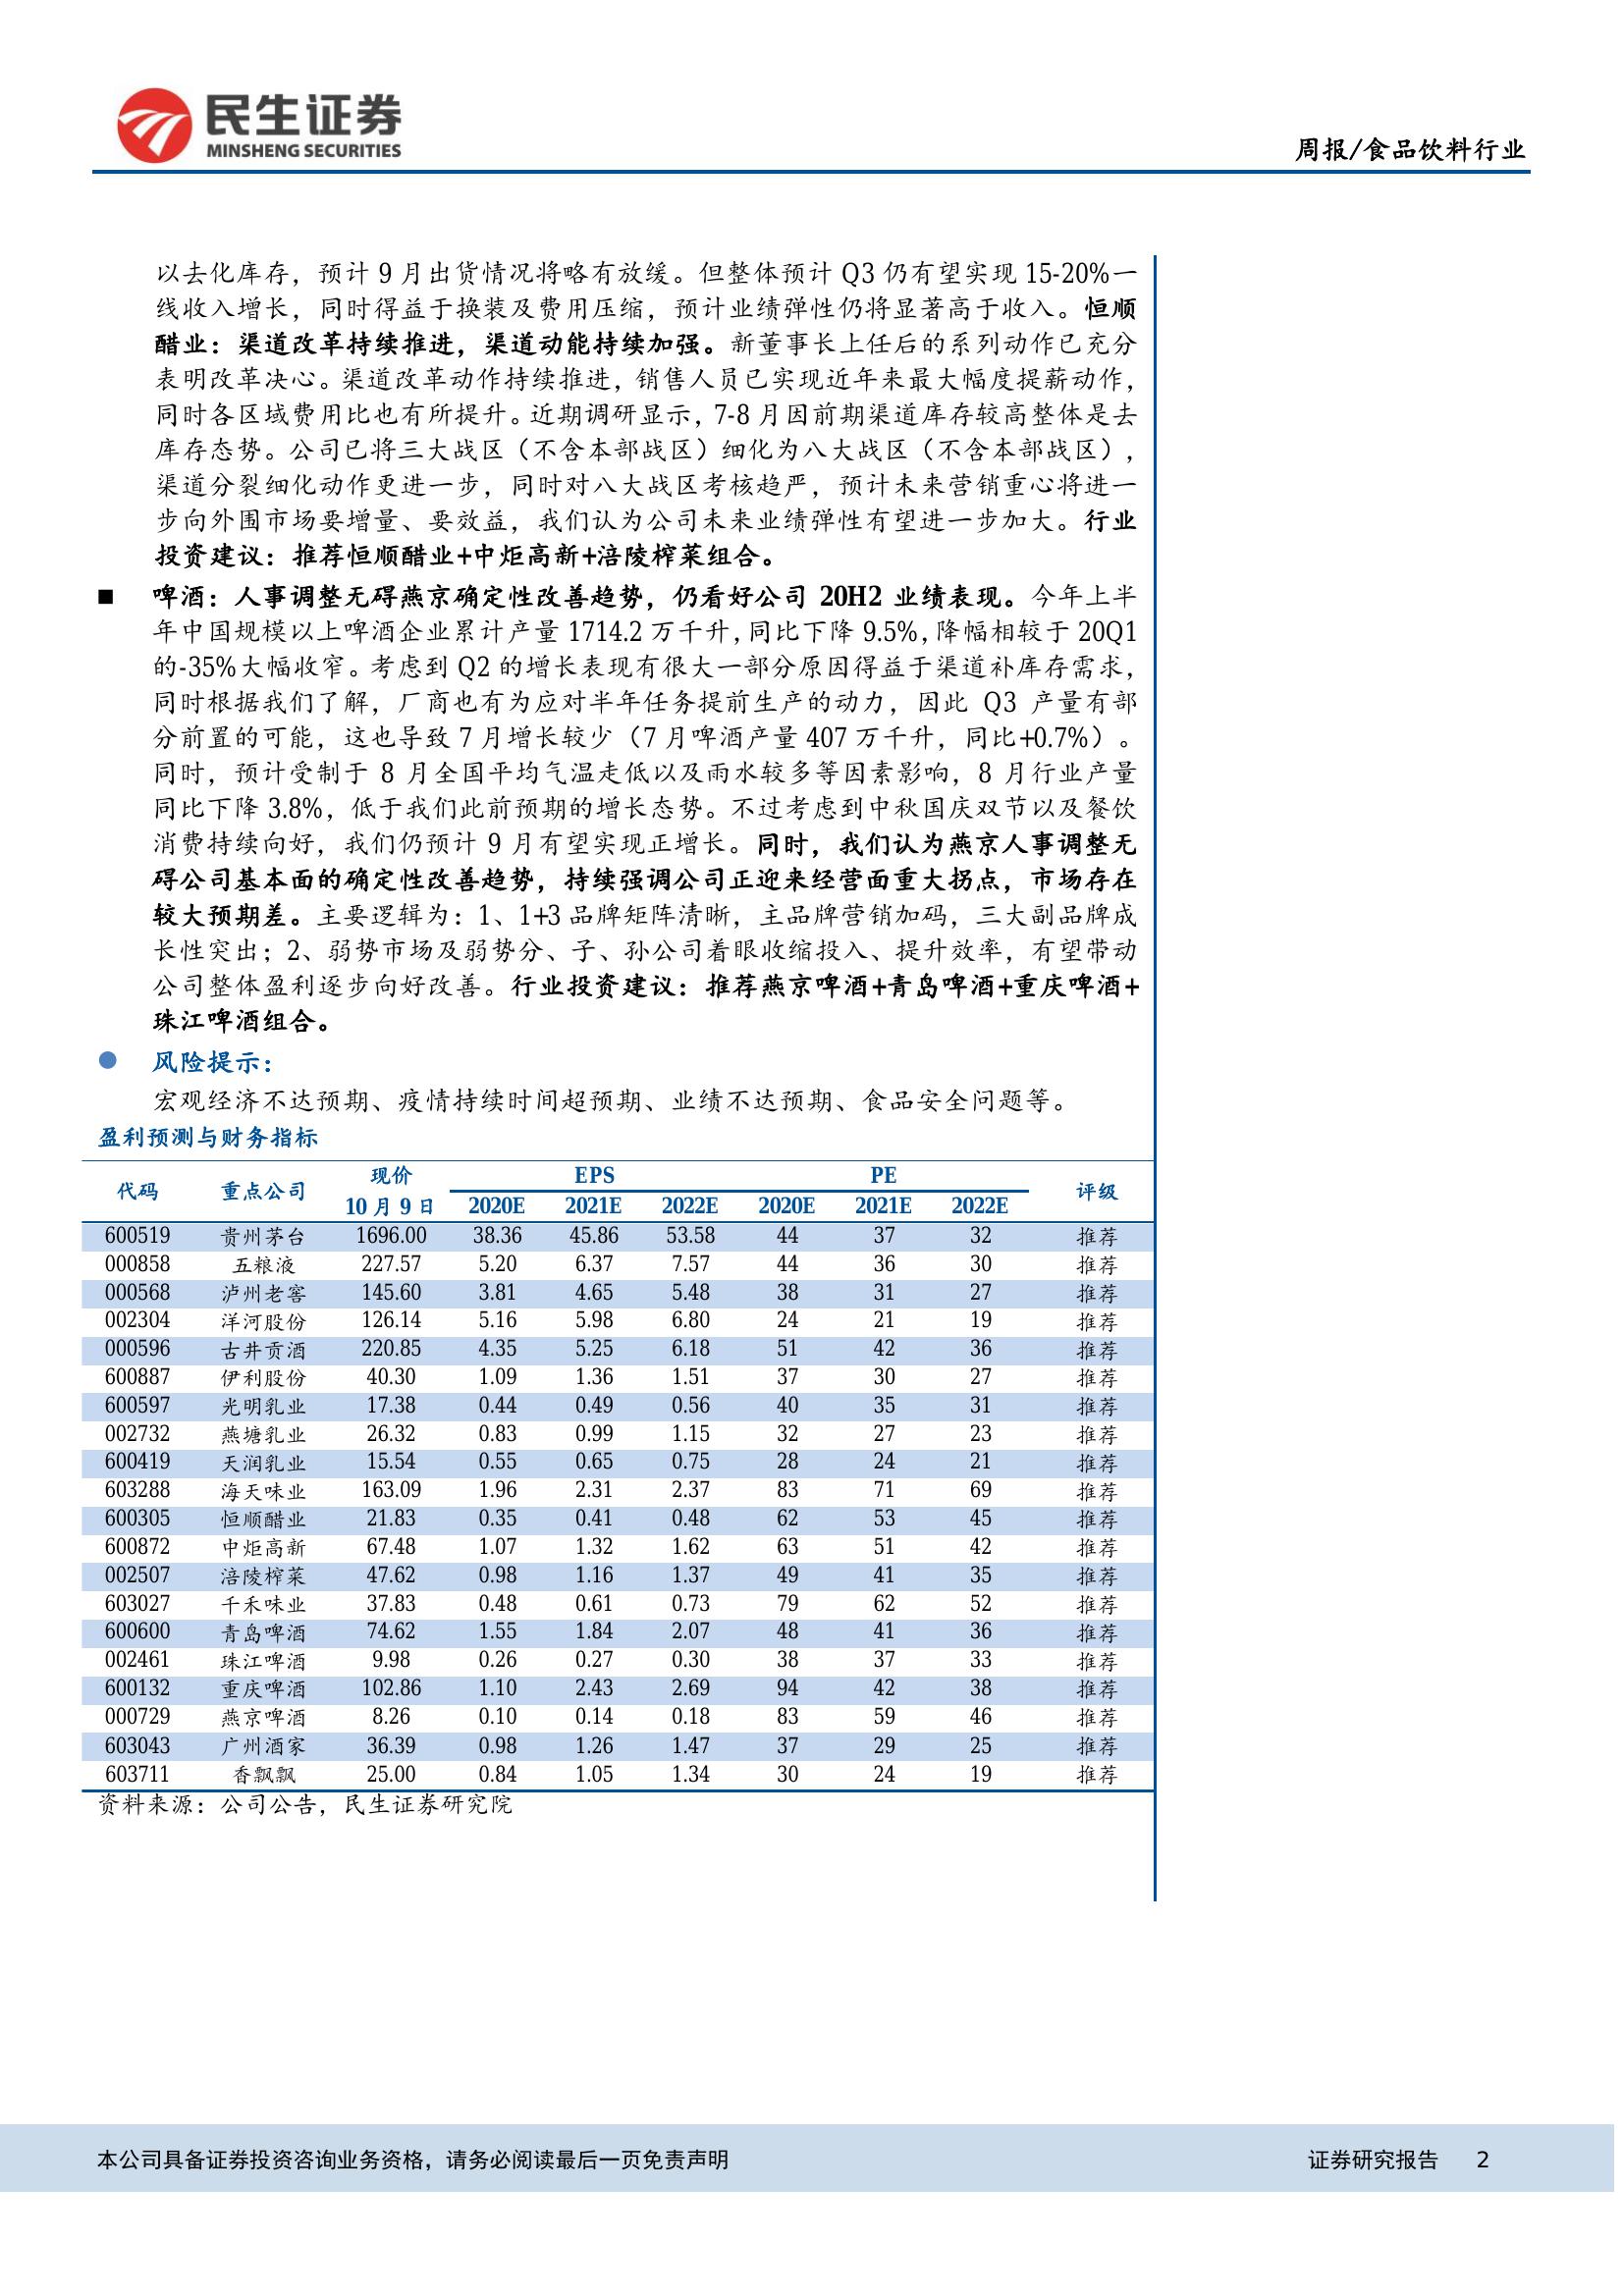 民生证券
MINSHENG SECURITIES
周报/食品饮料行业
以去化库存，预计 9 月出货情况将略有放缓。但整体预计 Q3 仍有望实现 15-20%一
线收入增长，同时得益于换装及费用压缩，预计业绩弹性仍将显著高于收入。恒顺
醋业：渠道改革持续推进，渠道动能持续加强。新董事长上任后的系列动作已充分
表明改革决心。渠道改革动作持续推进，销售人员已实现近年来最大幅度提薪动作，
同时各区域费用比也有所提升。近期调研显示，7-8 月因前期渠道库存较高整体是去
库存态势。公司已将三大战区（不含本部战区）细化为八大战区（不含本部战区），
渠道分裂细化动作更进一步，同时对八大战区考核趋严，预计未来营销重心将进一
步向外围市场要增量、要效益，我们认为公司未来业绩弹性有望进一步加大。行业
投资建议：推荐恒顺醋业+中炬高新+涪陵榨菜组合。
■ 啤酒：人事调整无碍燕京确定性改善趋势，仍看好公司 20H2 业绩表现。今年上半
年中国规模以上啤酒企业累计产量 1714.2 万千升，同比下降 9.5%，降幅相较于 20Q1
的-35%大幅收窄。考虑到 Q2 的增长表现有很大一部分原因得益于渠道补库存需求，
同时根据我们了解，厂商也有为应对半年任务提前生产的动力，因此 Q3 产量有部
分前置的可能，这也导致 7 月增长较少（7 月啤酒产量 407 万千升，同比+0.7%）。
同时，预计受制于 8 月全国平均气温走低以及雨水较多等因素影响，8 月行业产量
同比下降 3.8%，低于我们此前预期的增长态势。不过考虑到中秋国庆双节以及餐饮
消费持续向好，我们仍预计 9 月有望实现正增长。同时，我们认为燕京人事调整无
碍公司基本面的确定性改善趋势，持续强调公司正迎来经营面重大拐点，市场存在
较大预期差。主要逻辑为：1、1+3 品牌矩阵清晰，主品牌营销加码，三大副品牌成
长性突出；2、弱势市场及弱势分、子、孙公司着眼收缩投入、提升效率，有望带动
公司整体盈利逐步向好改善。行业投资建议：推荐燕京啤酒+青岛啤酒+重庆啤酒+
珠江啤酒组合。
● 风险提示：
宏观经济不达预期、疫情持续时间超预期、业绩不达预期、食品安全问题等。
盈利预测与财务指标
代码 重点公司 现价 EPS PE 评级
10 月 9 日 2020E 2021E 2022E 2020E 2021E 2022E
600519 贵州茅台 1696.00 38.36 45.86 53.58 44 37 32 推荐
000858 五粮液 227.57 5.20 6.37 7.57 44 36 30 推荐
000568 泸州老窖 145.60 3.81 4.65 5.48 38 31 27 推荐
002304 洋河股份 126.14 5.16 5.98 6.80 24 21 19 推荐
000596 古井贡酒 220.85 4.35 5.25 6.18 51 42 36 推荐
600887 伊利股份 40.30 1.09 1.36 1.51 37 30 27 推荐
600597 光明乳业 17.38 0.44 0.49 0.56 40 35 31 推荐
002732 燕塘乳业 26.32 0.83 0.99 1.15 32 27 23 推荐
600419 天润乳业 15.54 0.55 0.65 0.75 28 24 21 推荐
603288 海天味业 163.09 1.96 2.31 2.37 83 71 69 推荐
600305 恒顺醋业 21.83 0.35 0.41 0.48 62 53 45 推荐
600872 中炬高新 67.48 1.07 1.32 1.62 63 51 42 推荐
002507 涪陵榨菜 47.62 0.98 1.16 1.37 49 41 35 推荐
603027 千禾味业 37.83 0.48 0.61 0.73 79 62 52 推荐
600600 青岛啤酒 74.62 1.55 1.84 2.07 48 41 36 推荐
002461 珠江啤酒 9.98 0.26 0.27 0.30 38 37 33 推荐
600132 重庆啤酒 102.86 1.10 2.43 2.69 94 42 38 推荐
000729 燕京啤酒 8.26 0.10 0.14 0.18 83 59 46 推荐
603043 广州酒家 36.39 0.98 1.26 1.47 37 29 25 推荐
603711 香飘飘 25.00 0.84 1.05 1.34 30 24 19 推荐
资料来源：公司公告，民生证券研究院
本公司具备证券投资咨询业务资格，请务必阅读最后一页免责声明
证券研究报告 2